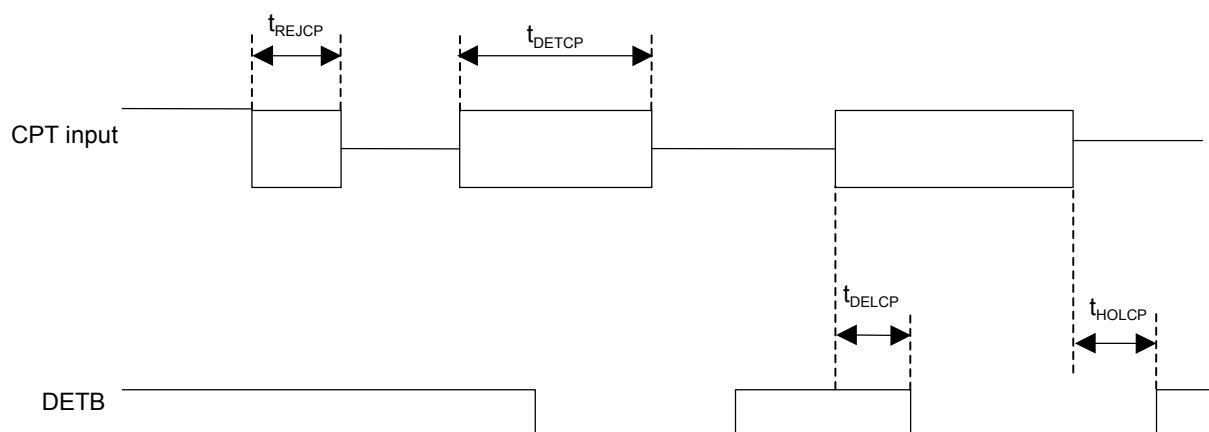 tREJCP
tDETCP
CPT input
tDELCP
tHOLCP
DETB